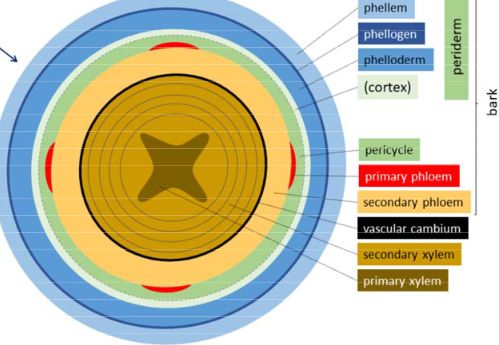 phellem
phellogen
phelloderm
(cortex)
periderm
bark
pericycle
primary phloem
secondary phloem
vascular cambium
secondary xylem
primary xylem